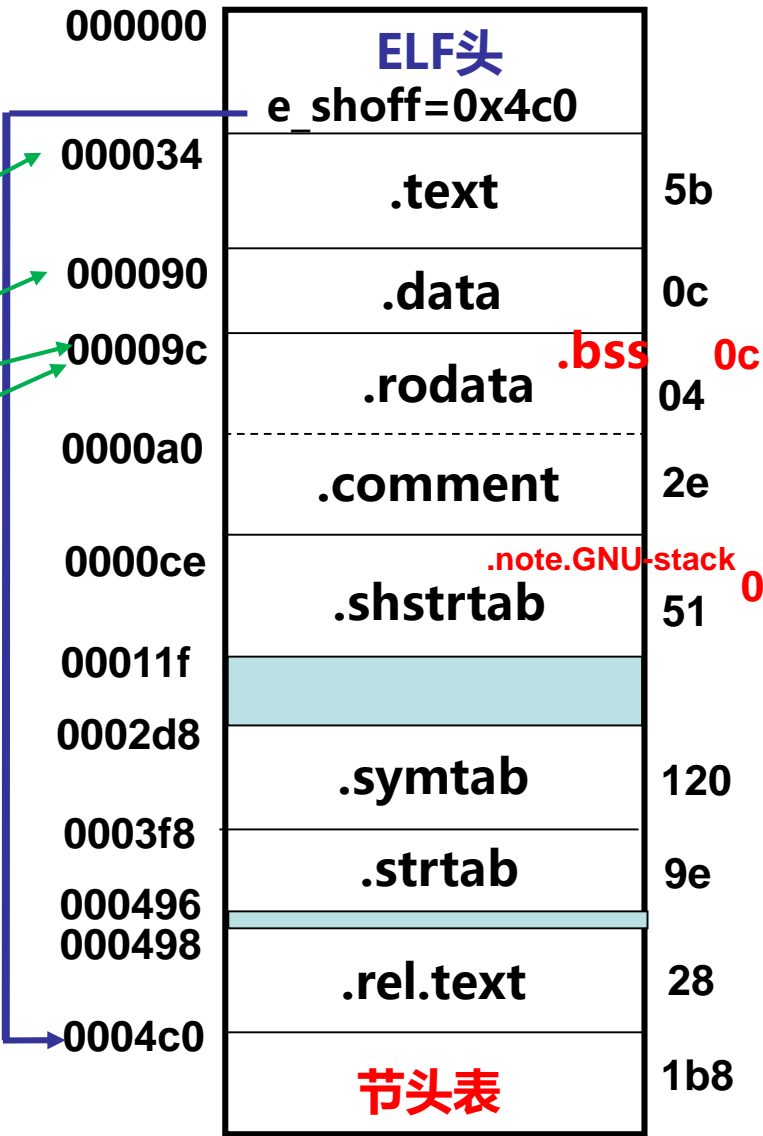 000000
ELF头
e_shoff=0x4c0
000034
.text
5b
000090
.data
0c
00009c
.bss
0c
.rodata
04
0000a0
.comment
2e
0000ce
.note.GNU-stack
0
.shstrtab
51
00011f
0002d8
.symtab
120
0003f8
.strtab
9e
000496
000498
.rel.text
28
0004c0
节头表
1b8